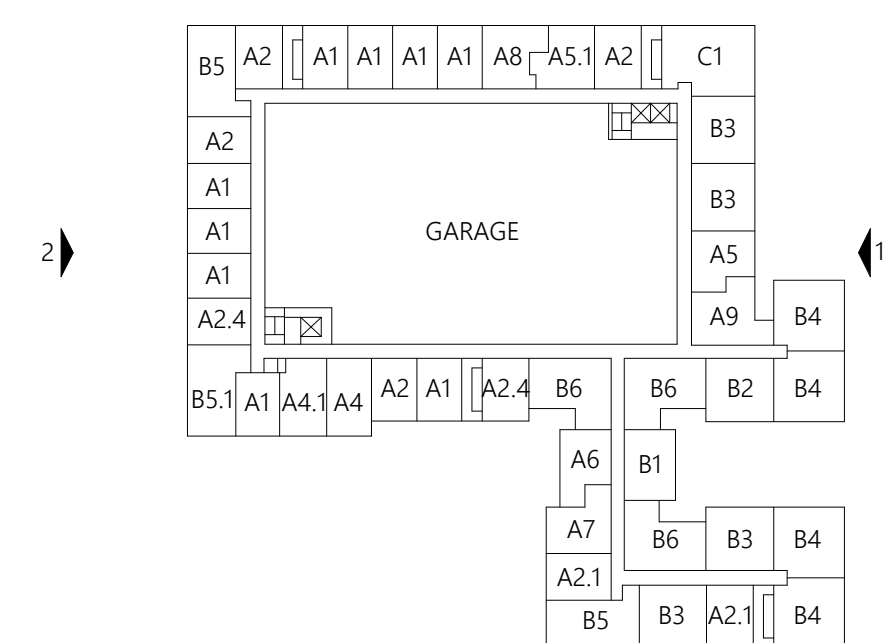 B5 A2 A1 A1 A1 A1 A8 A5.1 A2 C1
A2 B3
A1 B3
A1 GARAGE
2 A1 A5 1
A2.4 A9 B4
B5.1 A1 A4.1 A4 A2 A1 A2.4 B6 B6 B2 B4
A6 B1
A7 B6 B3 B4
A2.1
B5 B3 A2.1 B4